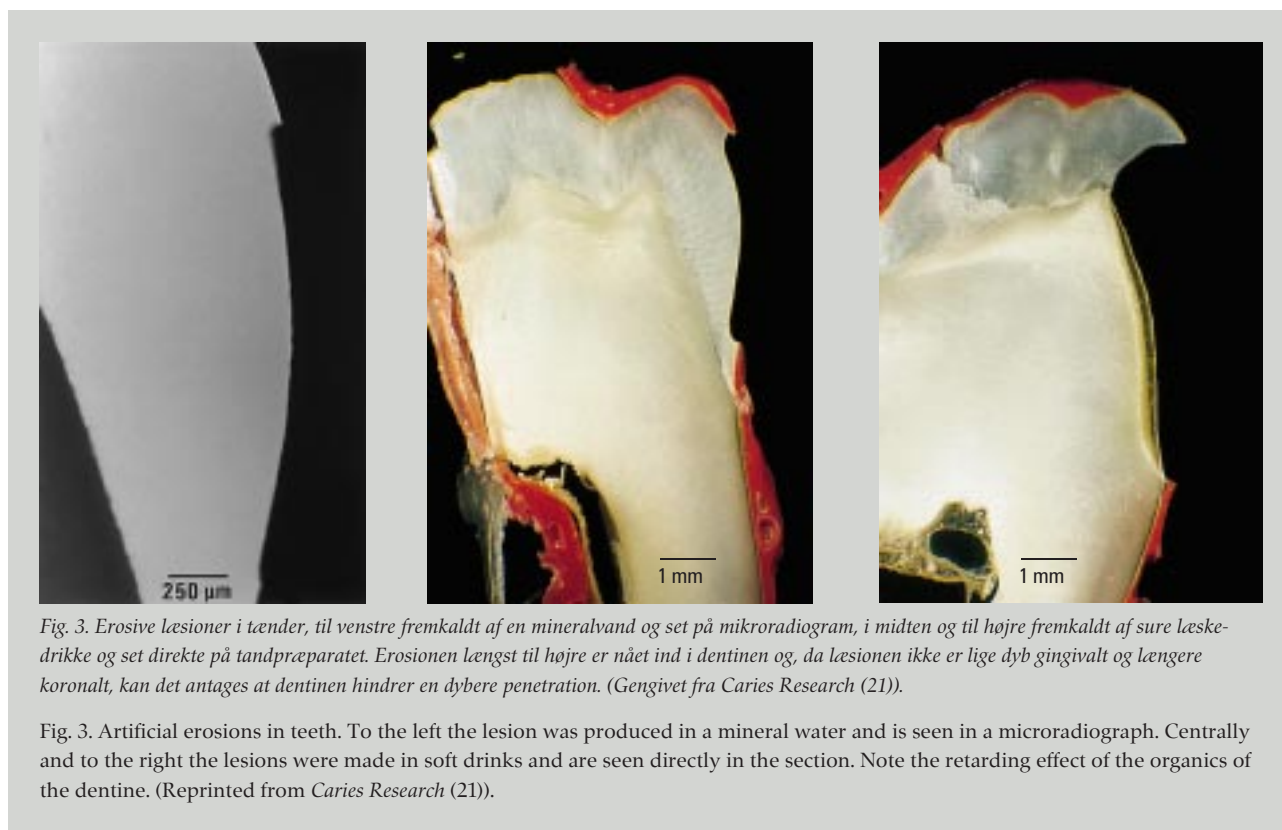 250 µm
1 mm
1 mm
Fig. 3. Erosive læsioner i tænder, til venstre fremkaldt af en mineralvand og set på mikroradiogram, i midten og til højre fremkaldt af sure læske-
drikke og set direkte på tandpræparatet. Erosionen længst til højre er nået ind i dentinen og, da læsionen ikke er lige dyb gingivalt og længere
koronalt, kan det antages at dentinen hindrer en dybere penetration. (Gengivet fra Caries Research (21)).
Fig. 3. Artificial erosions in teeth. To the left the lesion was produced in a mineral water and is seen in a microradiograph. Centrally
and to the right the lesions were made in soft drinks and are seen directly in the section. Note the retarding effect of the organics of
the dentine. (Reprinted from Caries Research (21)).